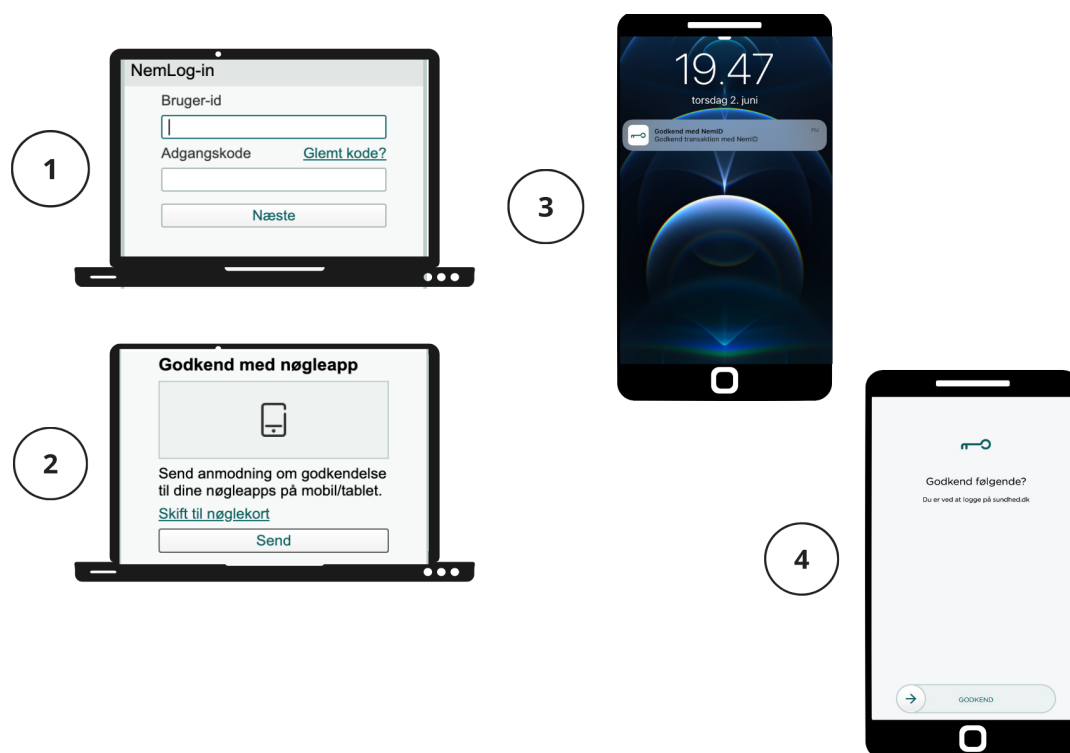 1
NemLog-in
Bruger-id
Adgangskode Glemt kode?
Næste
2
Godkend med nøgleapp
Send anmodning om godkendelse
til dine nøgleapps på mobil/tablet.
Skift til nøglekort
Send
3
19.47
torsdag 2. juni
Godkend med NemID nu
Godkend transaktion med NemID
4
Godkend følgende?
Du er ved at logge på sundhed.dk
GODKEND